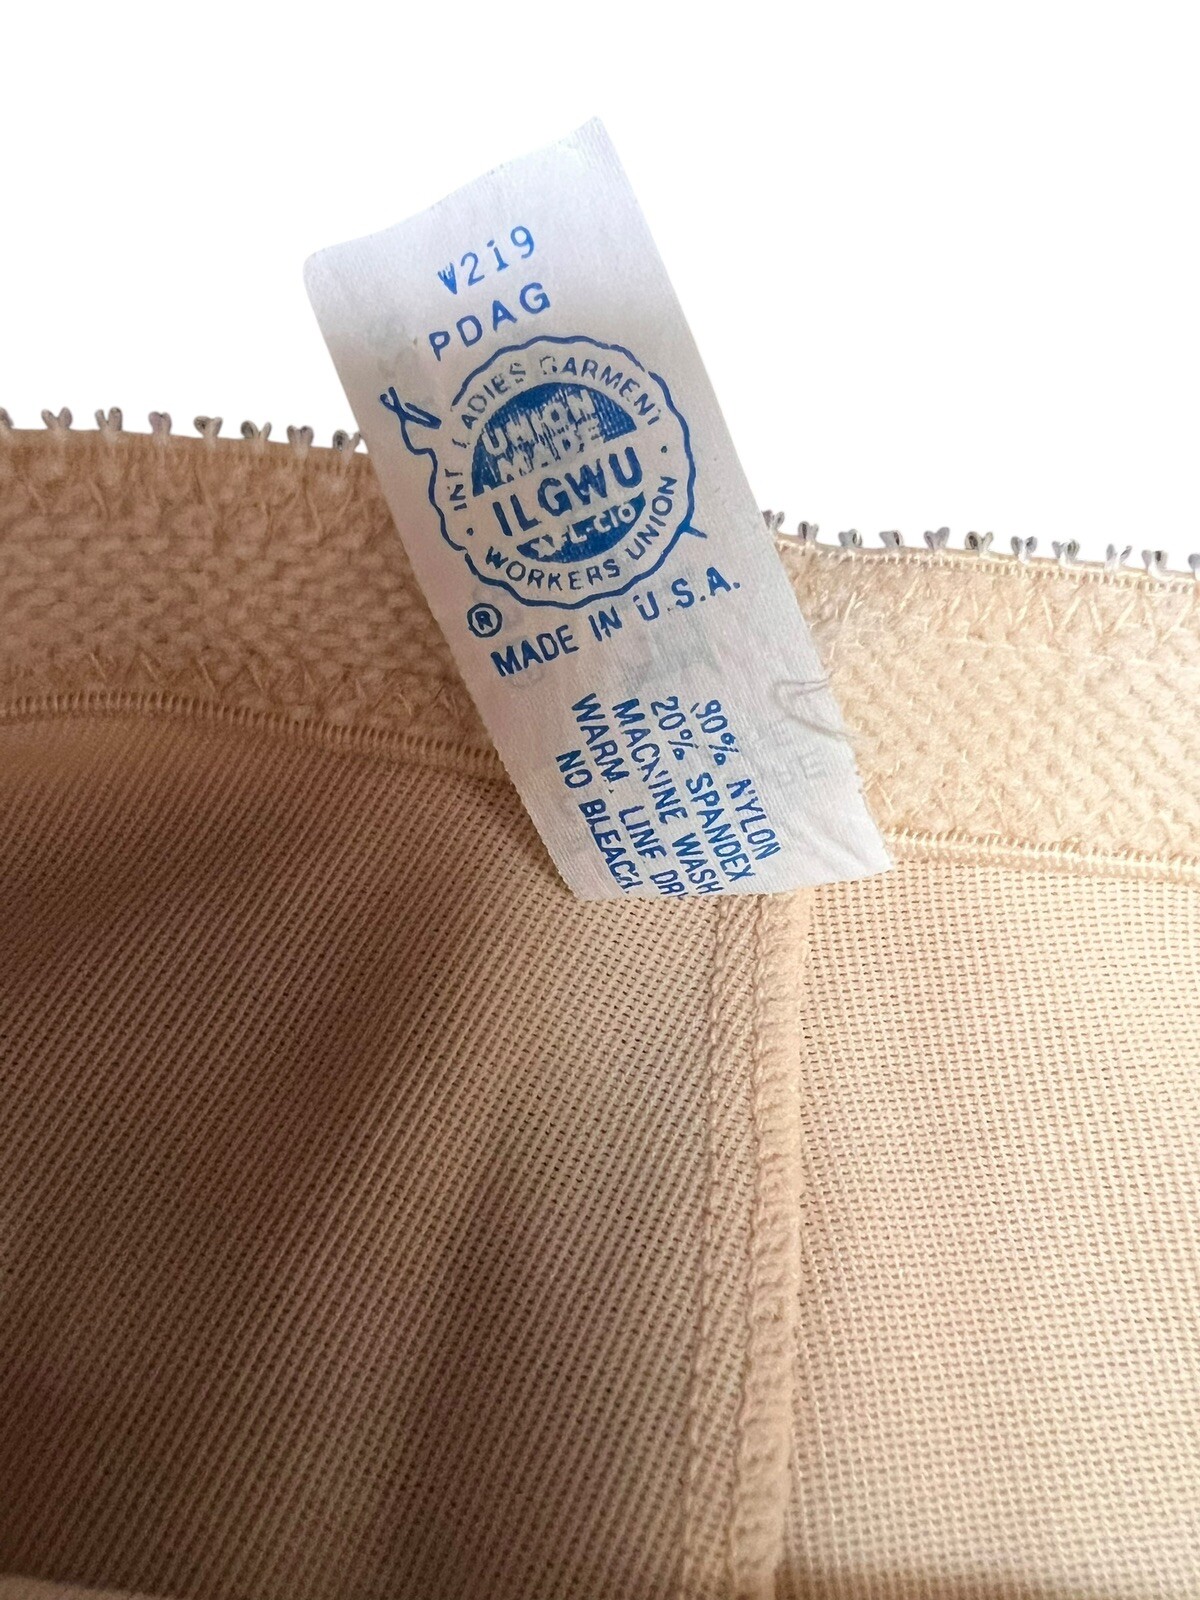 V219
PDAG
INT LADIES GARMENT
WORKERS UNION
UNION
MADE
ILGWU
AFL-CIO
®
MADE IN U.S.A.
90% NYLON
20% SPANDEX
MACHINE WASH
WARM. LINE DRY
NO BLEACH